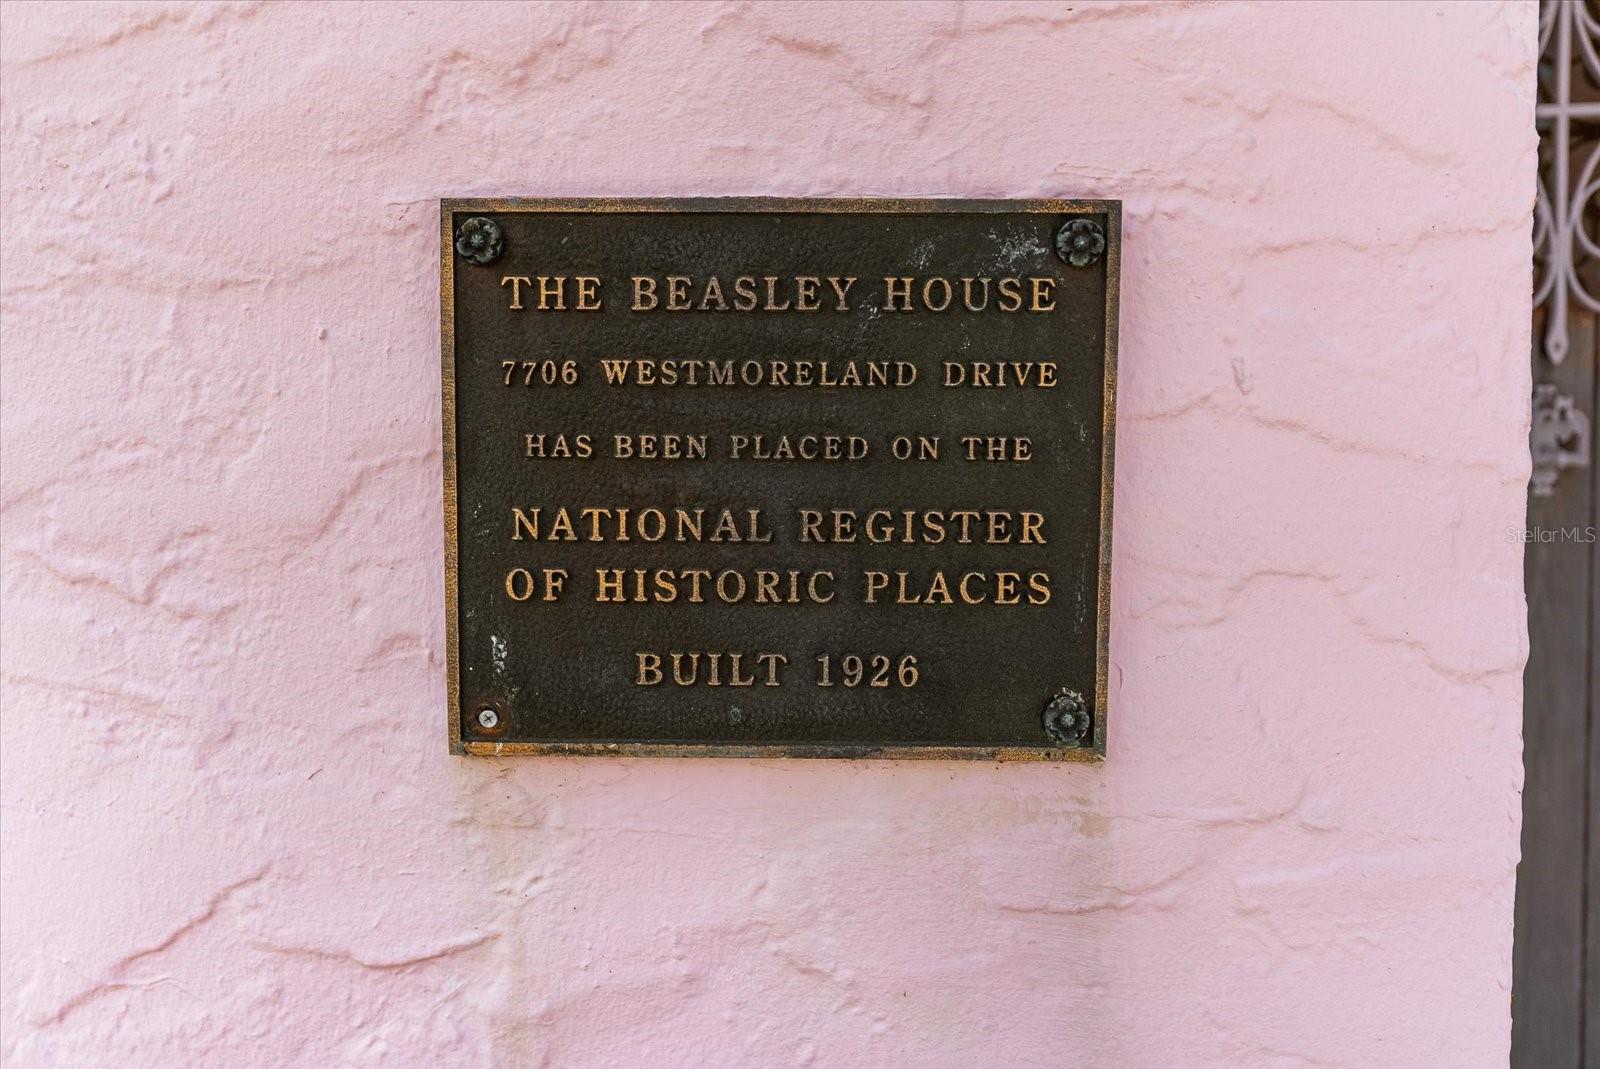 THE BEASLEY HOUSE
7706 WESTMORELAND DRIVE
HAS BEEN PLACED ON THE
NATIONAL REGISTER
OF HISTORIC PLACES
BUILT 1926
StellarMLS